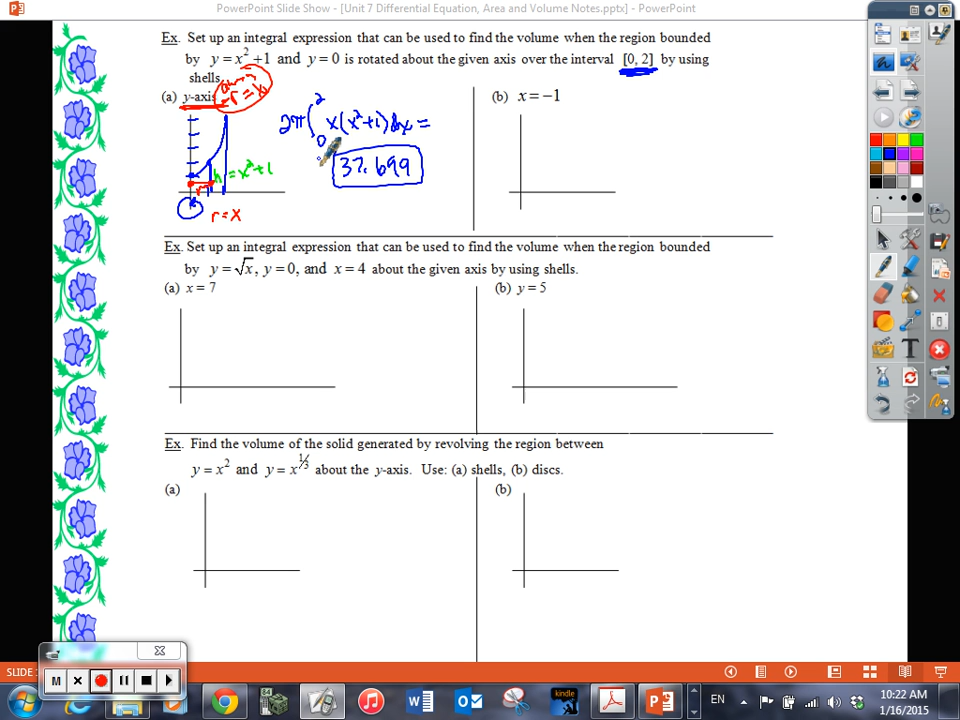 PowerPoint Slide Show - [Unit 7 Differential Equation, Area and Volume Notes.pptx] - PowerPoint
Ex. Set up an integral expression that can be used to find the volume when the region bounded
by y = x² + 1 and y = 0 is rotated about the given axis over the interval [0, 2] by using
shells.
(a) y-axis
r = x
2π∫₀² x(x²+1)dx =
37.699
h = x²+1
r
r = x
(b) x = −1
Ex. Set up an integral expression that can be used to find the volume when the region bounded
by y = √x, y = 0, and x = 4 about the given axis by using shells.
(a) x = 7
(b) y = 5
Ex. Find the volume of the solid generated by revolving the region between
y = x² and y = x^(1/3) about the y-axis. Use: (a) shells, (b) discs.
(a)
(b)
M
SLIDE
kindle
EN
10:22 AM
1/16/2015